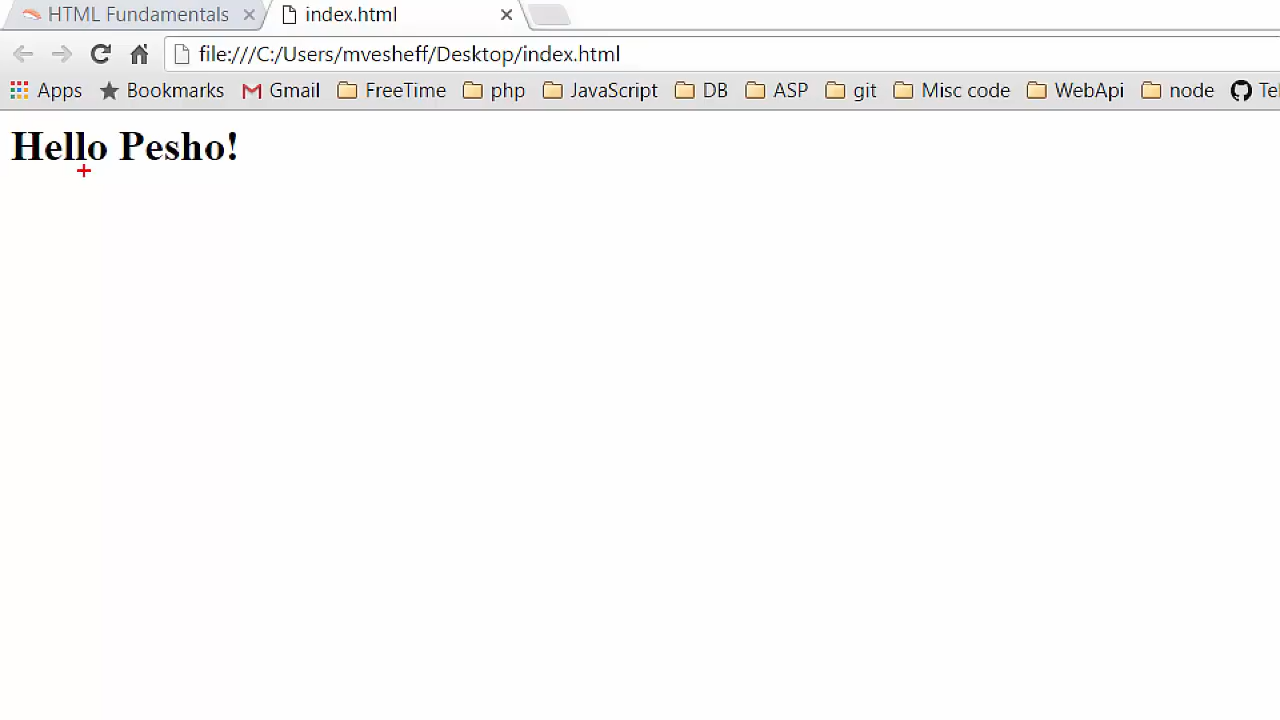 HTML Fundamentals index.html
file:///C:/Users/mvesheff/Desktop/index.html
Apps Bookmarks Gmail FreeTime php JavaScript DB ASP git Misc code WebApi node Tel
Hello Pesho!